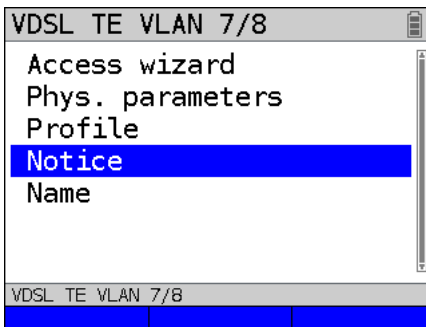 VDSL TE VLAN 7/8
Access wizard
Phys. parameters
Profile
Notice
Name
VDSL TE VLAN 7/8